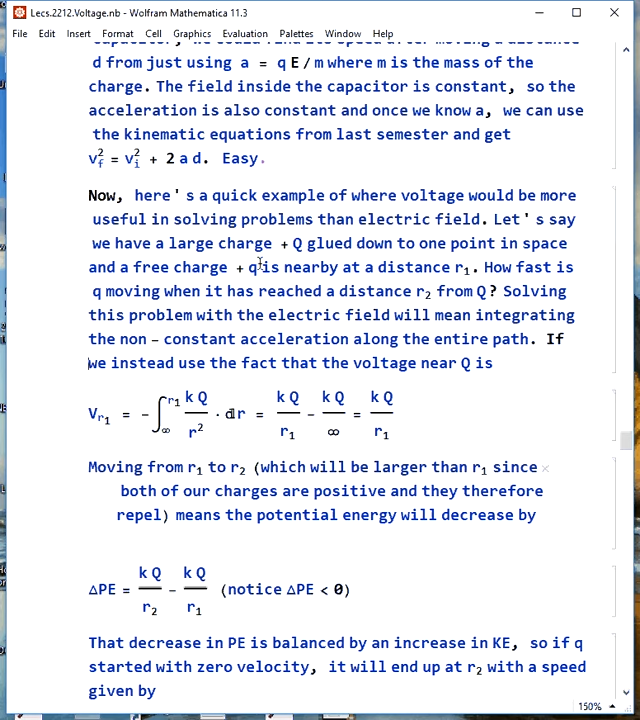 Lecs.2212.Voltage.nb - Wolfram Mathematica 11.3
File Edit Insert Format Cell Graphics Evaluation Palettes Window Help
d from just using a = q E / m where m is the mass of the
charge. The field inside the capacitor is constant, so the
acceleration is also constant and once we know a, we can use
the kinematic equations from last semester and get
v_f^2 = v_i^2 + 2 a d. Easy.
Now, here's a quick example of where voltage would be more
useful in solving problems than electric field. Let's say
we have a large charge +Q glued down to one point in space
and a free charge +q is nearby at a distance r₁. How fast is
q moving when it has reached a distance r₂ from Q? Solving
this problem with the electric field will mean integrating
the non-constant acceleration along the entire path. If
we instead use the fact that the voltage near Q is
V_r₁ = -∫_∞^r₁ k Q / r² · dr = k Q / r₁ - k Q / ∞ = k Q / r₁
Moving from r₁ to r₂ (which will be larger than r₁ since
both of our charges are positive and they therefore
repel) means the potential energy will decrease by
ΔPE = k Q / r₂ - k Q / r₁ (notice ΔPE < 0)
That decrease in PE is balanced by an increase in KE, so if q
started with zero velocity, it will end up at r₂ with a speed
given by
150%